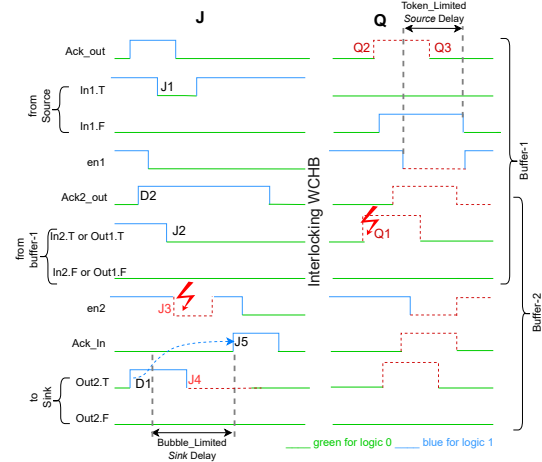 J
Q
Token_Limited
Source Delay
Ack_out
Q2
Q3
from
Source
In1.T
J1
In1.F
en1
Buffer-1
Interlocking WCHB
Ack2_out
D2
from
buffer-1
In2.T or Out1.T
J2
Q1
In2.F or Out1.F
en2
J3
Buffer-2
Ack_In
J5
to
Sink
Out2.T
D1
J4
Out2.F
Bubble_Limited
Sink Delay
____ green for logic 0 ____ blue for logic 1